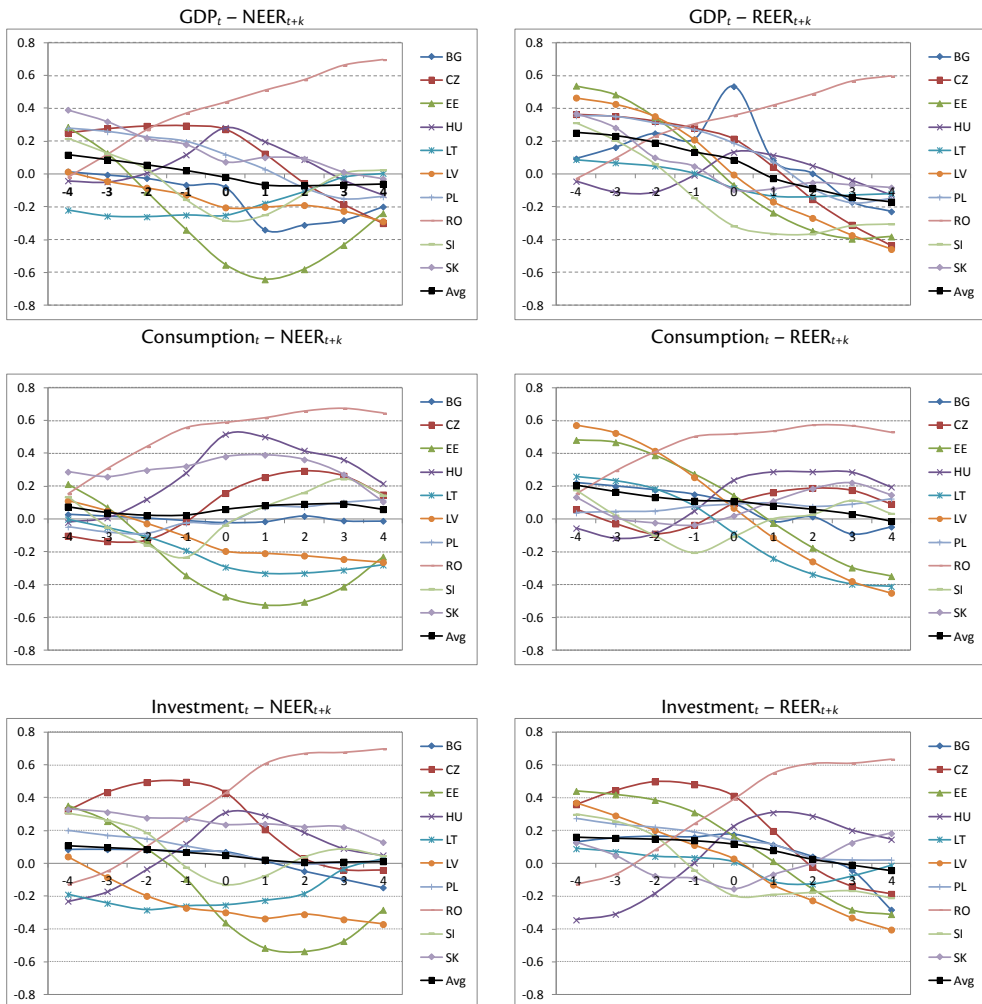 GDPt – NEERt+k
0.8
0.6
0.4
0.2
0.0
-0.2
-0.4
-0.6
-0.8
-4 -3 -2 -1 0 1 2 3 4
BG
CZ
EE
HU
LT
LV
PL
RO
SI
SK
Avg
GDPt – REERt+k
0.8
0.6
0.4
0.2
0.0
-0.2
-0.4
-0.6
-0.8
-4 -3 -2 -1 0 1 2 3 4
BG
CZ
EE
HU
LT
LV
PL
RO
SI
SK
Avg
Consumptiont – NEERt+k
0.8
0.6
0.4
0.2
0.0
-0.2
-0.4
-0.6
-0.8
-4 -3 -2 -1 0 1 2 3 4
BG
CZ
EE
HU
LT
LV
PL
RO
SI
SK
Avg
Consumptiont – REERt+k
0.8
0.6
0.4
0.2
0.0
-0.2
-0.4
-0.6
-0.8
-4 -3 -2 -1 0 1 2 3 4
BG
CZ
EE
HU
LT
LV
PL
RO
SI
SK
Avg
Investmentt – NEERt+k
0.8
0.6
0.4
0.2
0.0
-0.2
-0.4
-0.6
-0.8
-4 -3 -2 -1 0 1 2 3 4
BG
CZ
EE
HU
LT
LV
PL
RO
SI
SK
Avg
Investmentt – REERt+k
0.8
0.6
0.4
0.2
0.0
-0.2
-0.4
-0.6
-0.8
-4 -3 -2 -1 0 1 2 3 4
BG
CZ
EE
HU
LT
LV
PL
RO
SI
SK
Avg